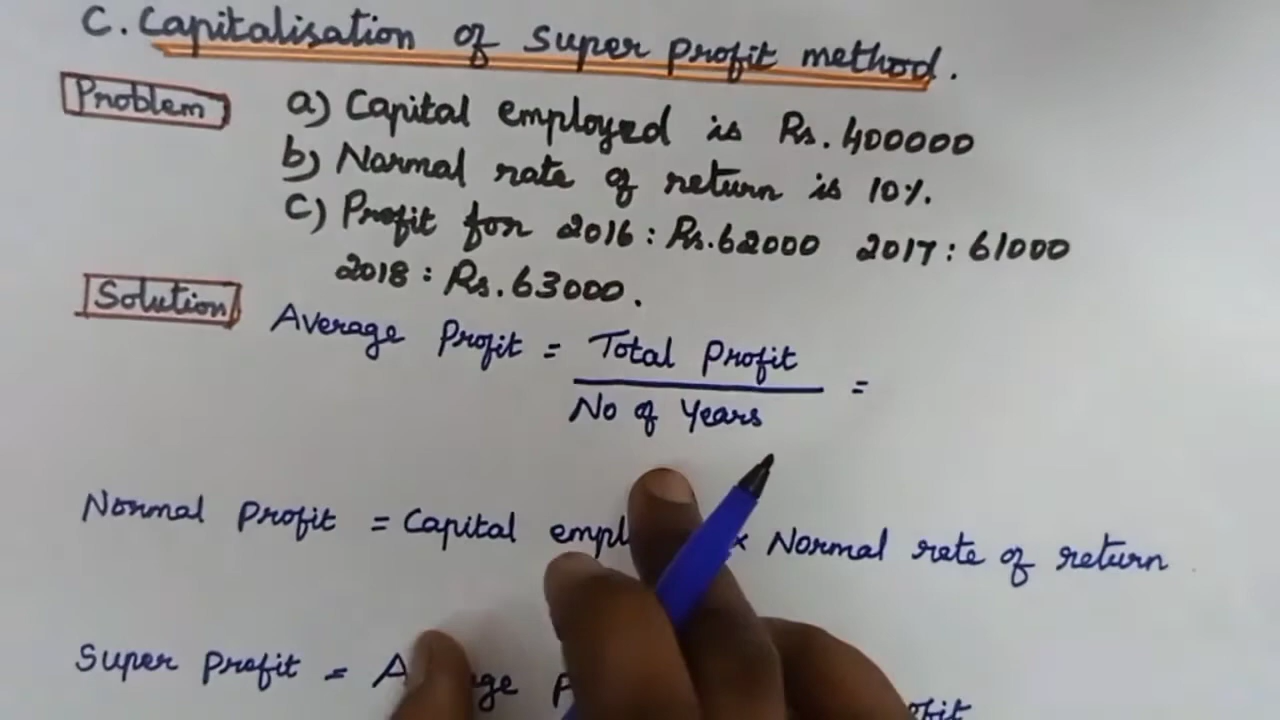 C. Capitalisation of super profit method.
Problem a) Capital employed is Rs. 400000
b) Normal rate of return is 10%.
C) Profit for 2016 : Rs. 62000 2017 : 61000
2018 : Rs. 63000.
Solution
Average Profit = Total Profit =
No of Years
Normal Profit = Capital × Normal rate of return
Super Profit =